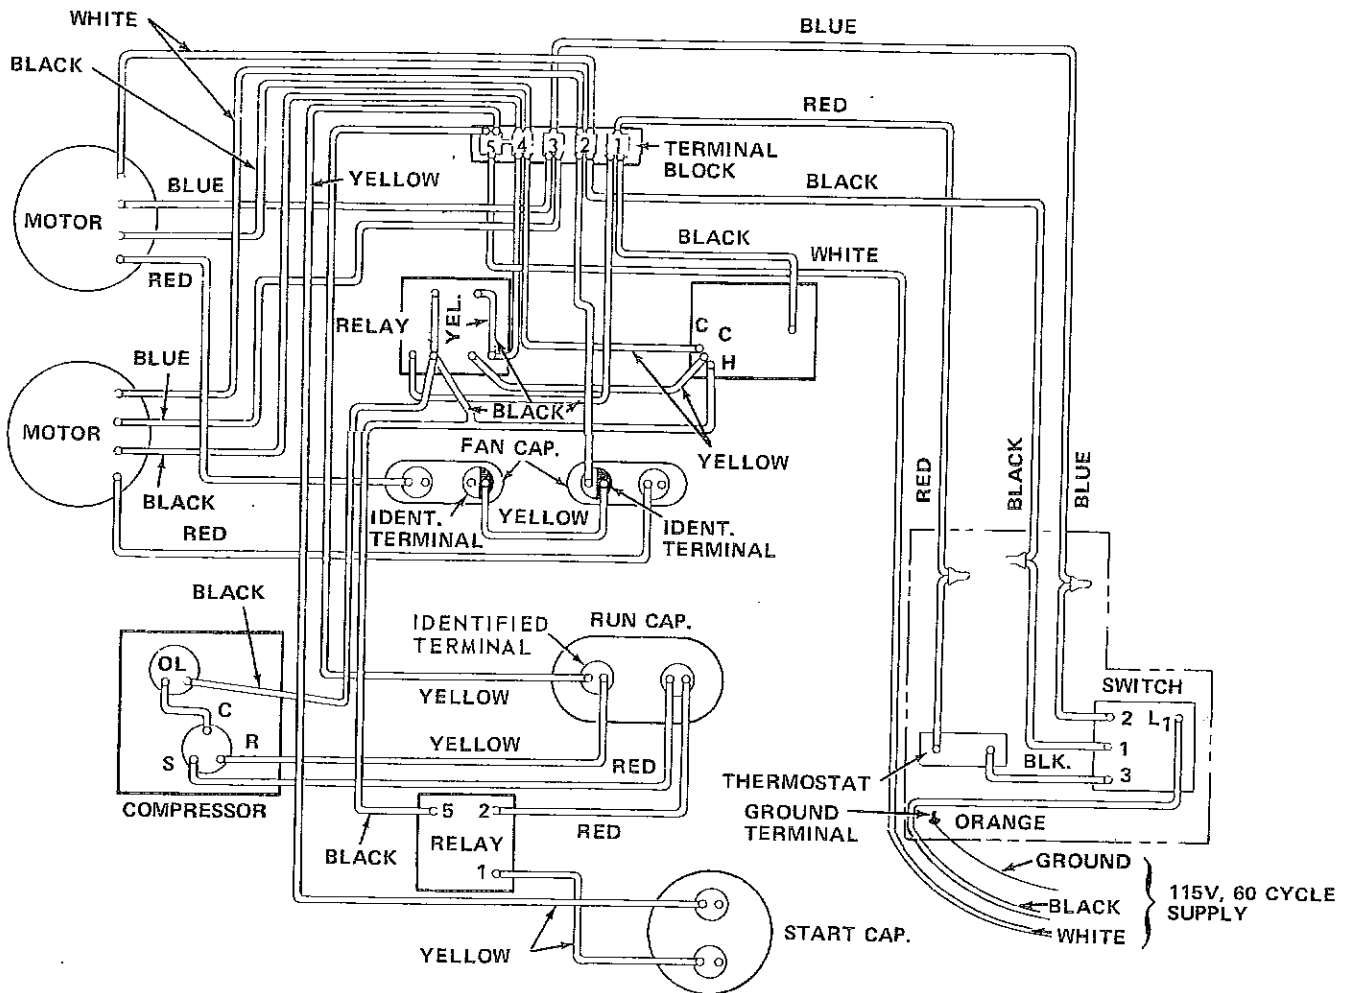 WHITE
BLUE
BLACK
RED
5 4 3 2 1
TERMINAL
BLOCK
BLUE
YELLOW
BLACK
MOTOR
BLACK
WHITE
RED
RELAY
YEL.
C
C
H
BLUE
BLACK
MOTOR
FAN CAP.
YELLOW
BLACK
RED
BLACK
BLUE
YELLOW
IDENT.
TERMINAL
IDENT.
TERMINAL
RED
BLACK
IDENTIFIED
TERMINAL
RUN CAP.
OL
YELLOW
SWITCH
C
R
S
YELLOW
RED
2 L1
1
3
BLK.
THERMOSTAT
COMPRESSOR
5 2
RED
GROUND
TERMINAL
ORANGE
RELAY
BLACK
1
GROUND
BLACK
WHITE
115V, 60 CYCLE
SUPPLY
START CAP.
YELLOW